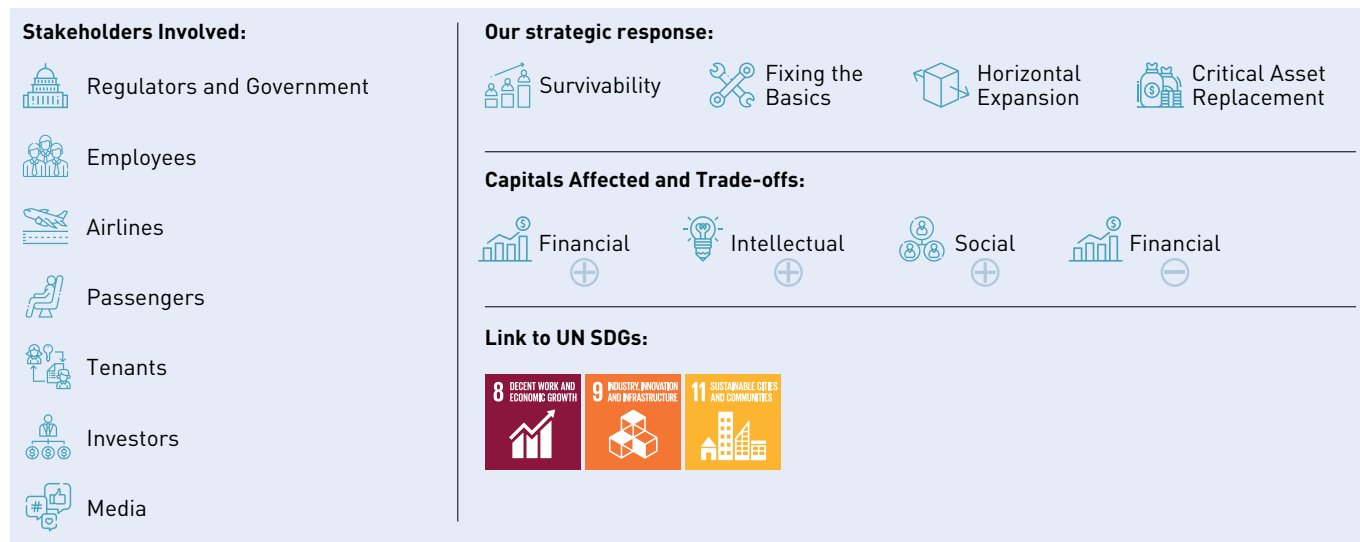 Stakeholders Involved:
Regulators and Government
Employees
Airlines
Passengers
Tenants
Investors
Media
Our strategic response:
Survivability
Fixing the
Basics
Horizontal
Expansion
Critical Asset
Replacement
Capitals Affected and Trade-offs:
Financial
Intellectual
Social
Financial
Link to UN SDGs:
8 DECENT WORK AND
ECONOMIC GROWTH
9 INDUSTRY, INNOVATION
AND INFRASTRUCTURE
11 SUSTAINABLE CITIES
AND COMMUNITIES